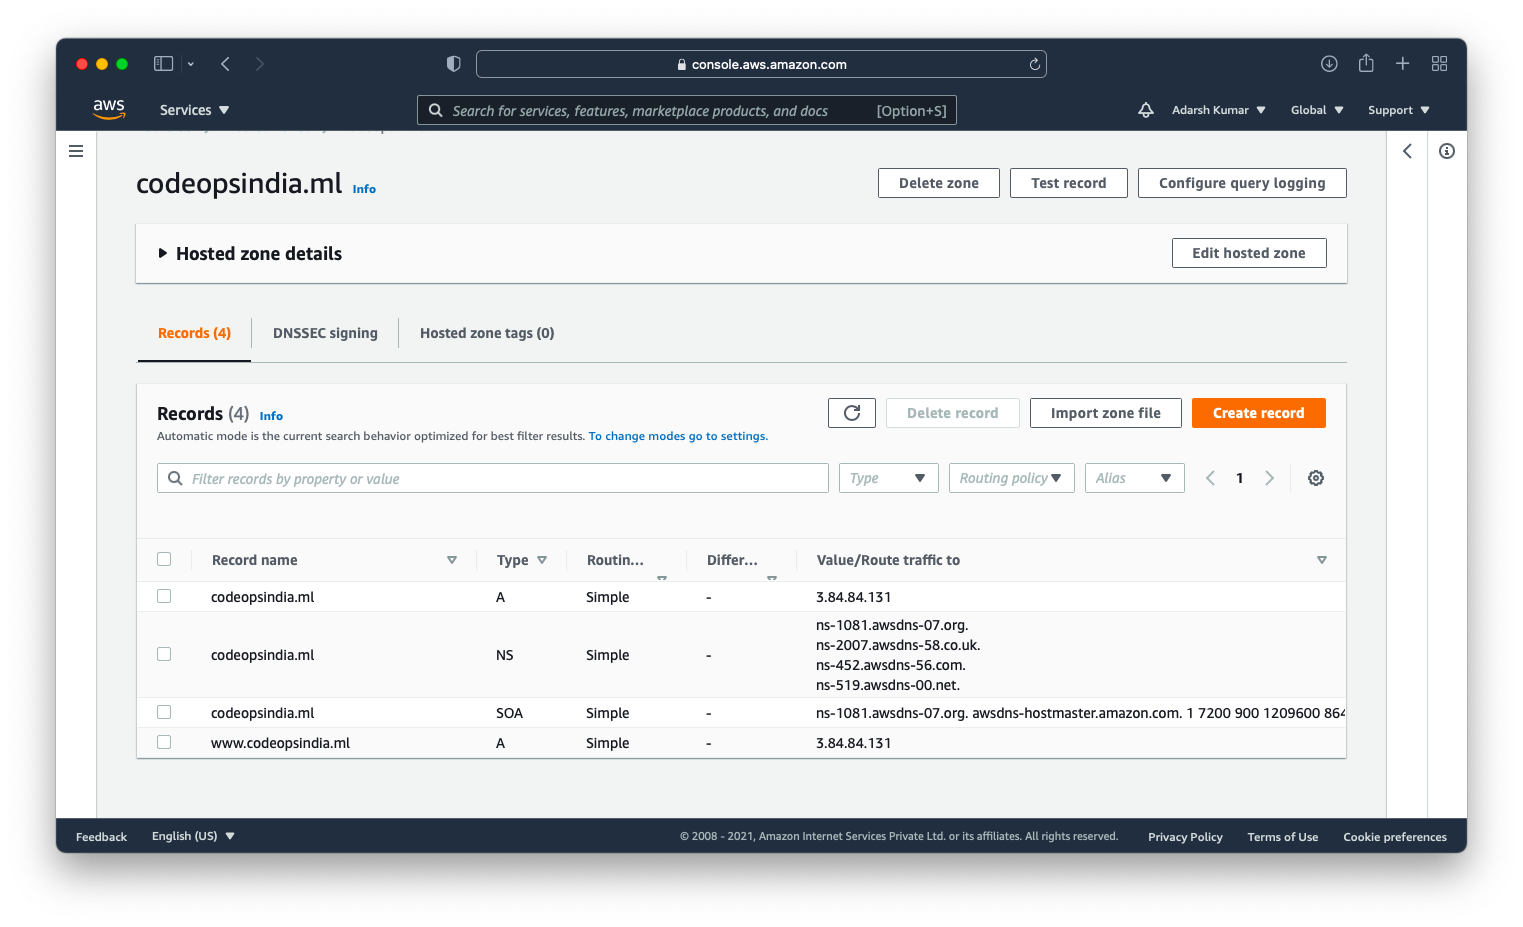 console.aws.amazon.com
aws
Services
Search for services, features, marketplace products, and docs [Option+S]
Adarsh Kumar
Global
Support
codeopsindia.ml Info
Delete zone
Test record
Configure query logging
Hosted zone details
Edit hosted zone
Records (4)
DNSSEC signing
Hosted zone tags (0)
Records (4) Info
Delete record
Import zone file
Create record
Automatic mode is the current search behavior optimized for best filter results. To change modes go to settings.
Filter records by property or value
Type
Routing policy
Alias
1
Record name Type Routin... Differ... Value/Route traffic to
codeopsindia.ml A Simple - 3.84.84.131
codeopsindia.ml NS Simple - ns-1081.awsdns-07.org.
ns-2007.awsdns-58.co.uk.
ns-452.awsdns-56.com.
ns-519.awsdns-00.net.
codeopsindia.ml SOA Simple - ns-1081.awsdns-07.org. awsdns-hostmaster.amazon.com. 1 7200 900 1209600 864
www.codeopsindia.ml A Simple - 3.84.84.131
Feedback
English (US)
© 2008 - 2021, Amazon Internet Services Private Ltd. or its affiliates. All rights reserved.
Privacy Policy
Terms of Use
Cookie preferences